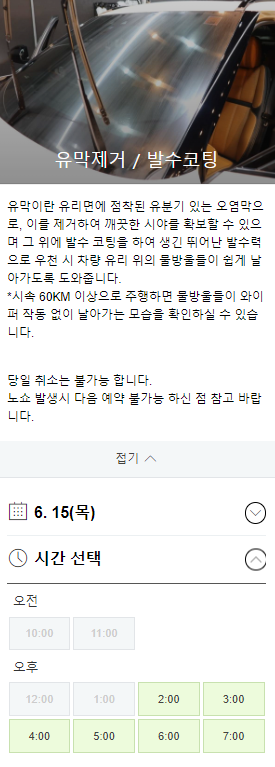 유막제거 / 발수코팅
유막이란 유리면에 점착된 유분기 있는 오염막으
로, 이를 제거하여 깨끗한 시야를 확보할 수 있으
며 그 위에 발수 코팅을 하여 생긴 뛰어난 발수력
으로 우천 시 차량 유리 위의 물방울들이 쉽게 날
아가도록 도와줍니다.
*시속 60KM 이상으로 주행하면 물방울들이 와이
퍼 작동 없이 날아가는 모습을 확인하실 수 있습
니다.
당일 취소는 불가능 합니다.
노쇼 발생시 다음 예약 불가능 하신 점 참고 바랍
니다.
접기
6. 15(목)
시간 선택
오전
10:00 11:00
오후
12:00 1:00 2:00 3:00
4:00 5:00 6:00 7:00